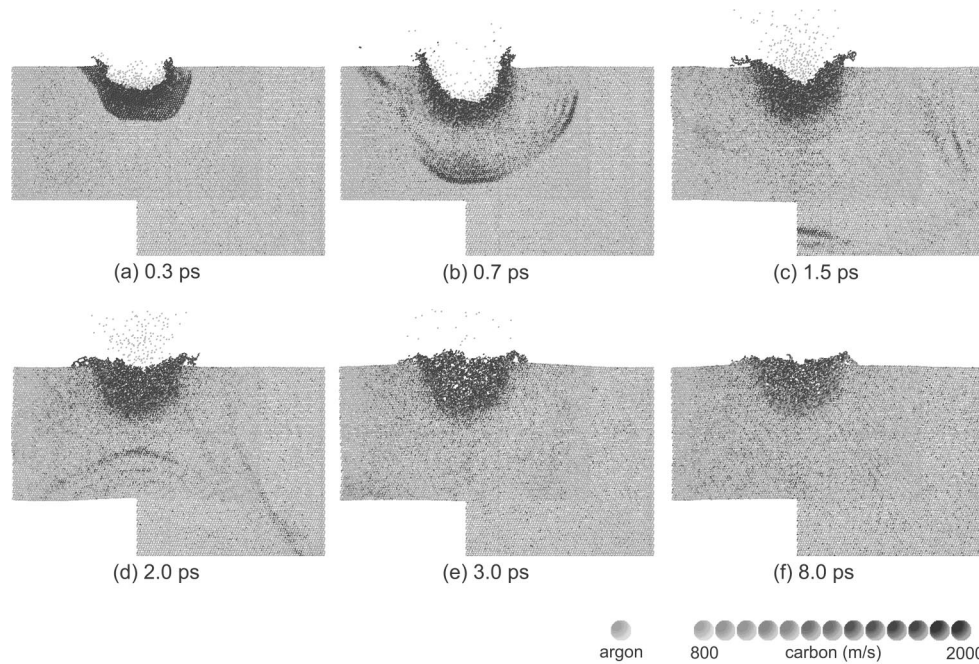 (a) 0.3 ps
(b) 0.7 ps
(c) 1.5 ps
(d) 2.0 ps
(e) 3.0 ps
(f) 8.0 ps
argon
800 carbon (m/s) 2000